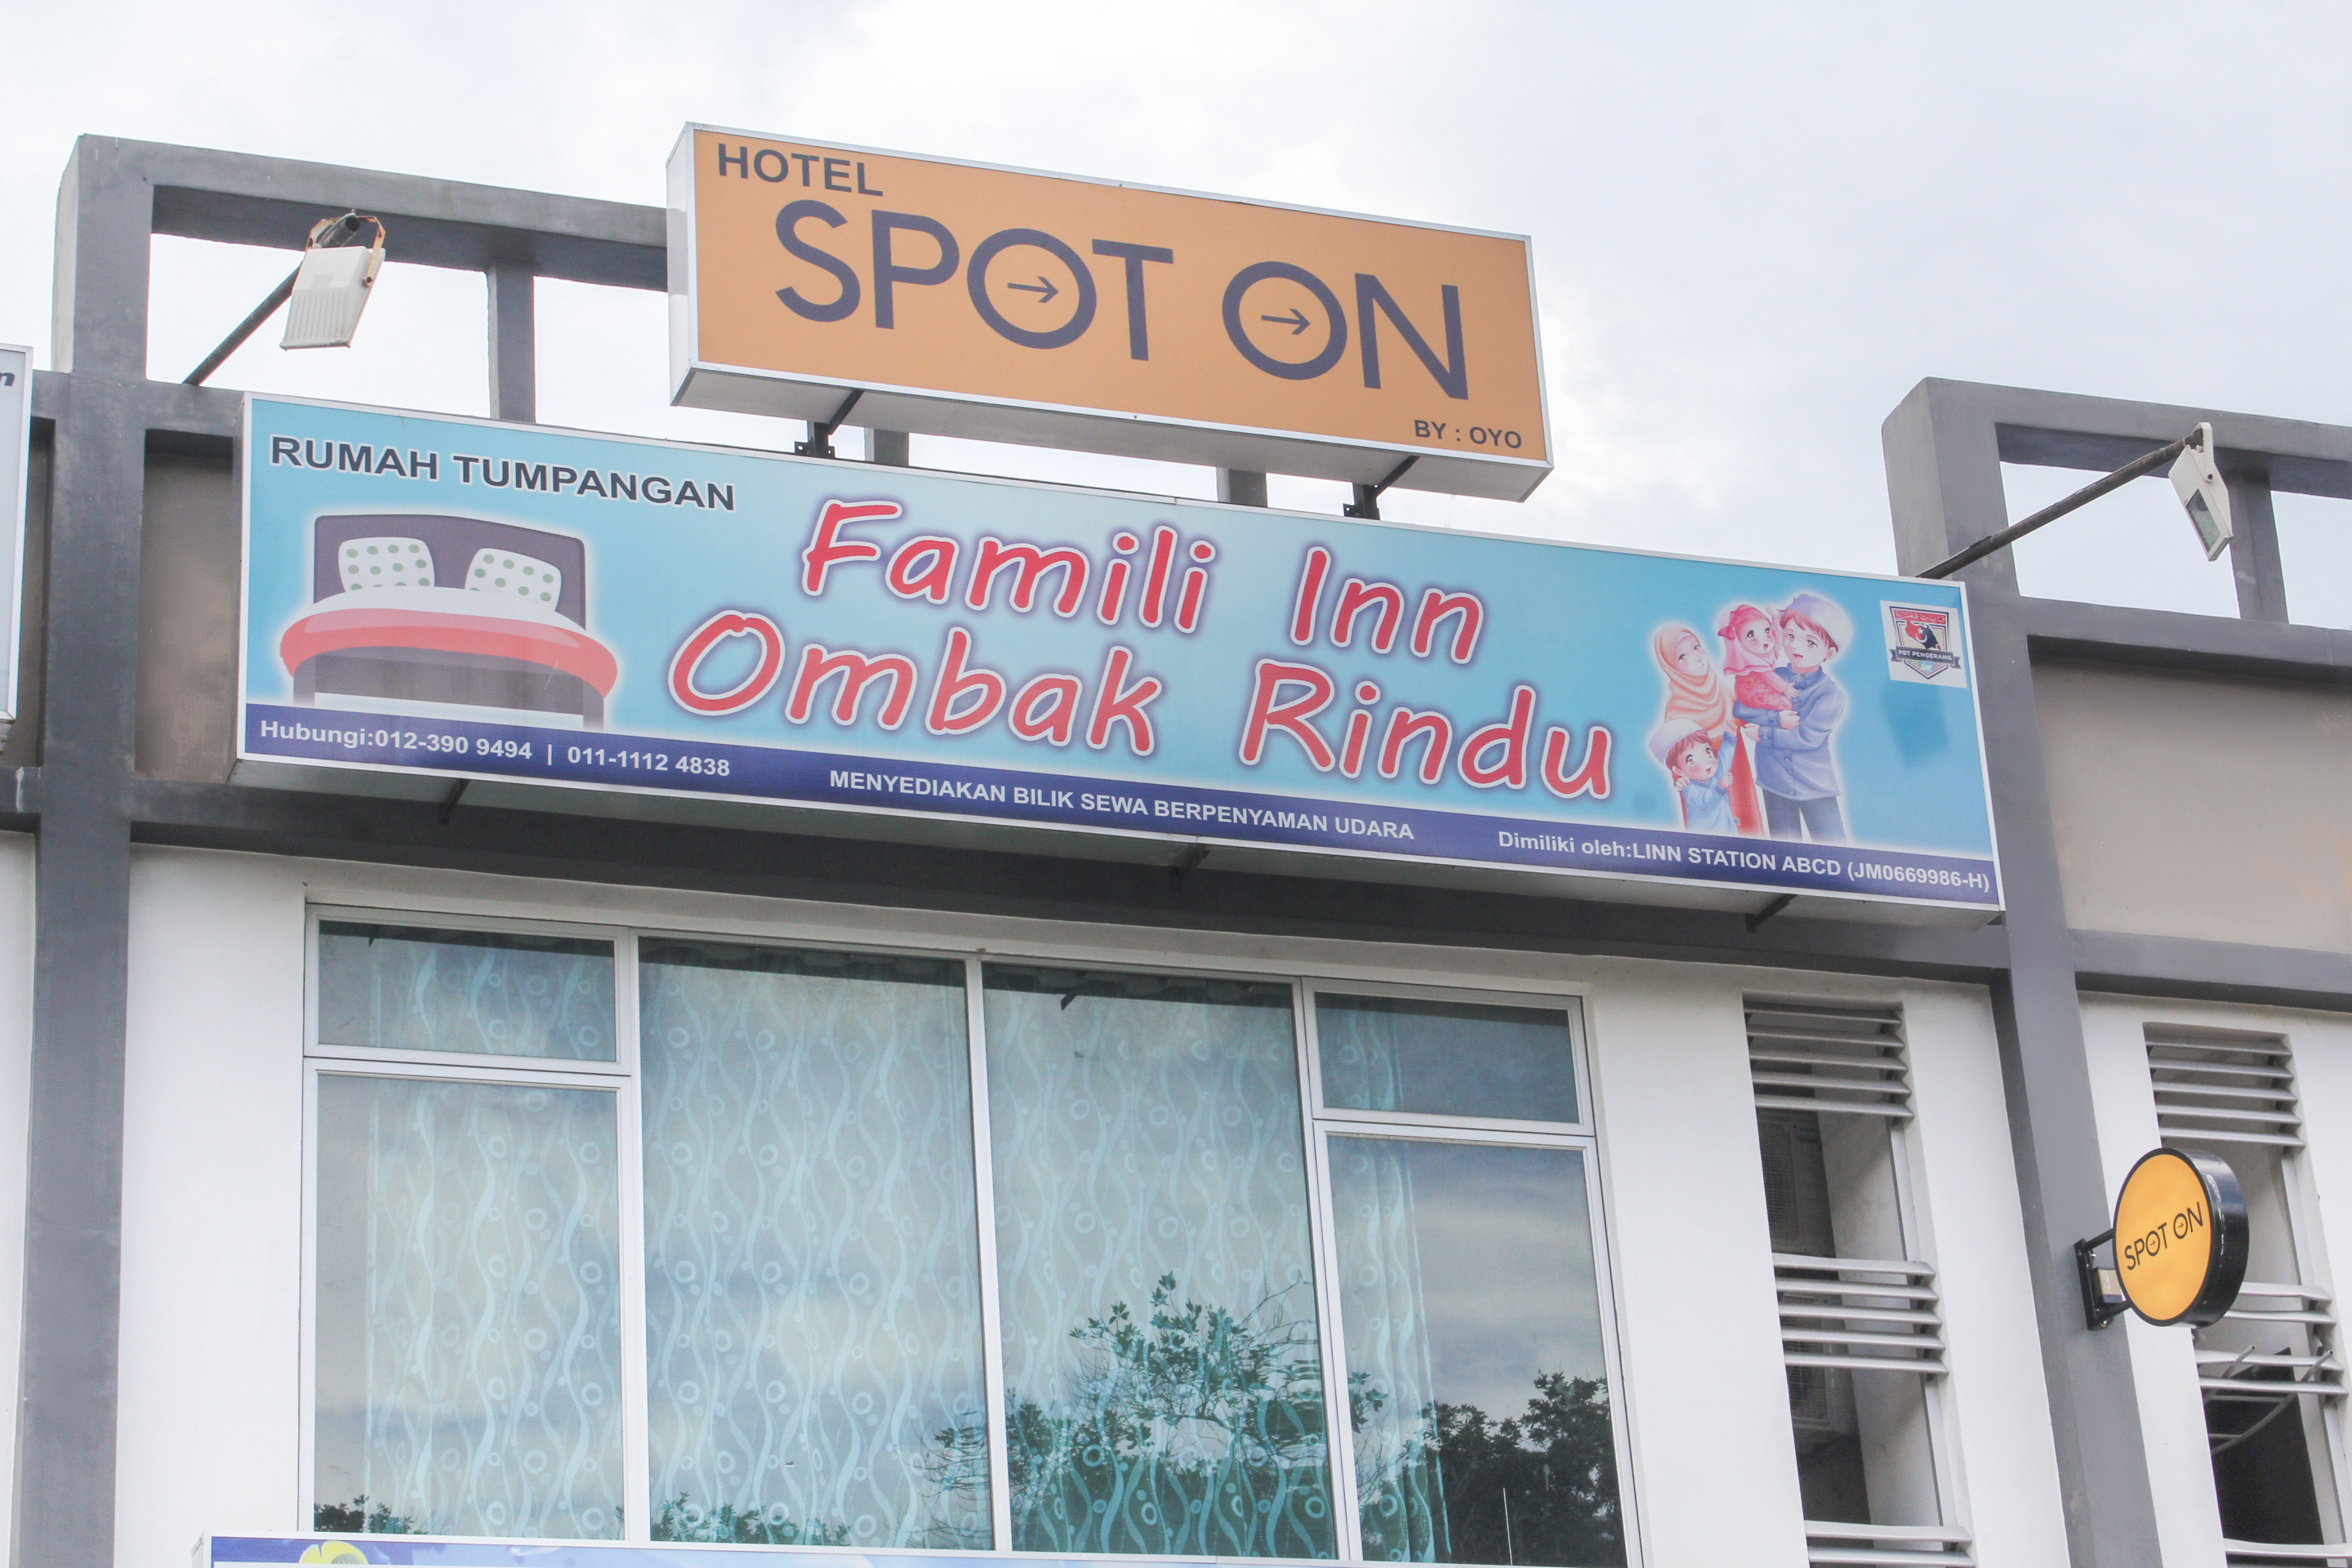 HOTEL
SPOT ON
BY : OYO
RUMAH TUMPANGAN
Famili Inn
Ombak Rindu
PBT PENGERANG
Hubungi:012-390 9494 | 011-1112 4838
MENYEDIAKAN BILIK SEWA BERPENYAMAN UDARA
Dimiliki oleh:LINN STATION ABCD (JM0669986-H)
SPOT ON